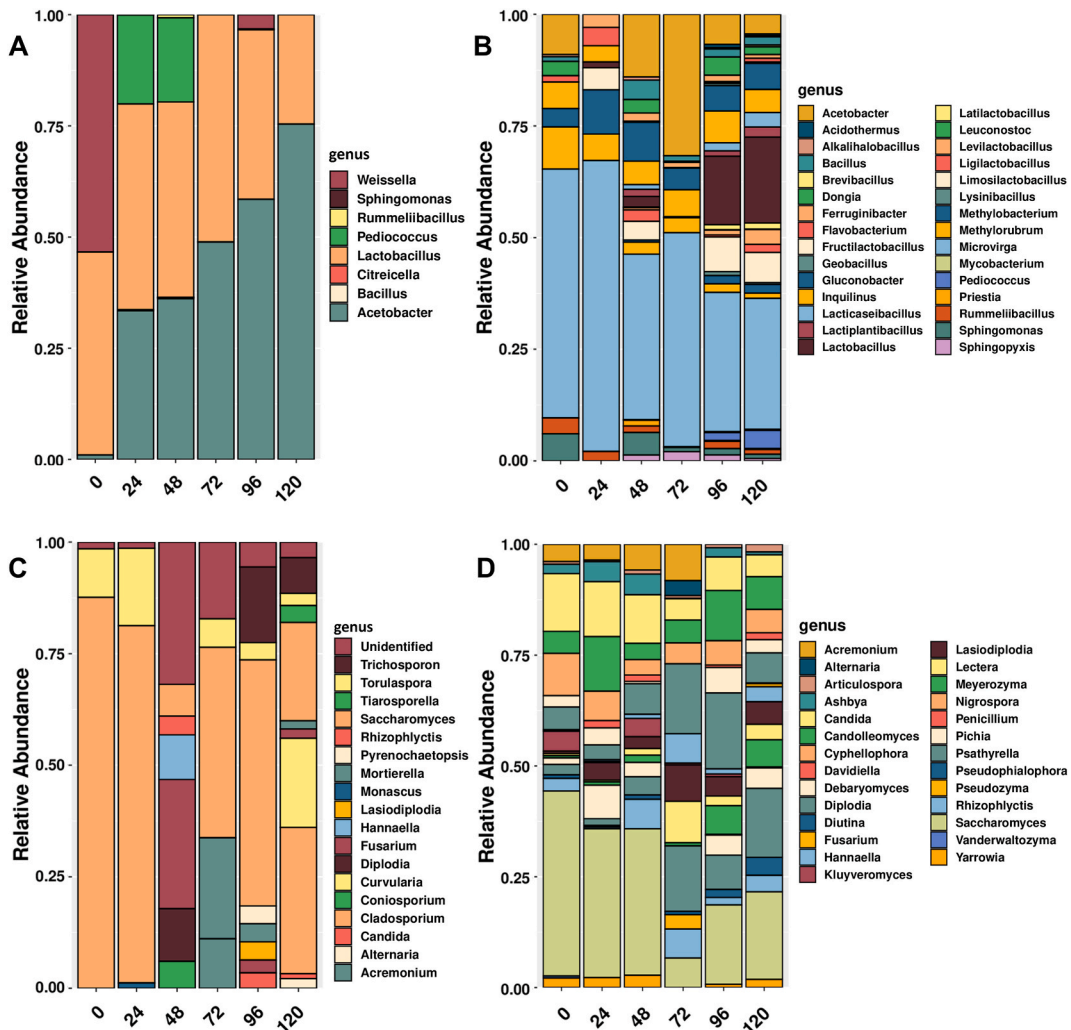 A
Relative Abundance
1.00
0.75
0.50
0.25
0.00
0
24
48
72
96
120
genus
Weissella
Sphingomonas
Rummeliibacillus
Pediococcus
Lactobacillus
Citreicella
Bacillus
Acetobacter
B
Relative Abundance
1.00
0.75
0.50
0.25
0.00
0
24
48
72
96
120
genus
Acetobacter
Acidothermus
Alkalihalobacillus
Bacillus
Brevibacillus
Dongia
Ferruginibacter
Flavobacterium
Fructilactobacillus
Geobacillus
Gluconobacter
Inquilinus
Lacticaseibacillus
Lactiplantibacillus
Lactobacillus
Latilactobacillus
Leuconostoc
Levilactobacillus
Ligilactobacillus
Limosilactobacillus
Lysinibacillus
Methylobacterium
Methylorubrum
Microvirga
Mycobacterium
Pediococcus
Priestia
Rummeliibacillus
Sphingomonas
Sphingopyxis
C
Relative Abundance
1.00
0.75
0.50
0.25
0.00
0
24
48
72
96
120
genus
Unidentified
Trichosporon
Torulaspora
Tiarosporella
Saccharomyces
Rhizophlyctis
Pyrenochaetopsis
Mortierella
Monascus
Lasiodiplodia
Hannaella
Fusarium
Diplodia
Curvularia
Coniosporium
Cladosporium
Candida
Alternaria
Acremonium
D
Relative Abundance
1.00
0.75
0.50
0.25
0.00
0
24
48
72
96
120
genus
Acremonium
Alternaria
Articulospora
Ashbya
Candida
Candolleomyces
Cyphellophora
Davidiella
Debaryomyces
Diplodia
Diutina
Fusarium
Hannaella
Kluyveromyces
Lasiodiplodia
Lectera
Meyerozyma
Nigrospora
Penicillium
Pichia
Psathyrella
Pseudophialophora
Pseudozyma
Rhizophlyctis
Saccharomyces
Vanderwaltozyma
Yarrowia